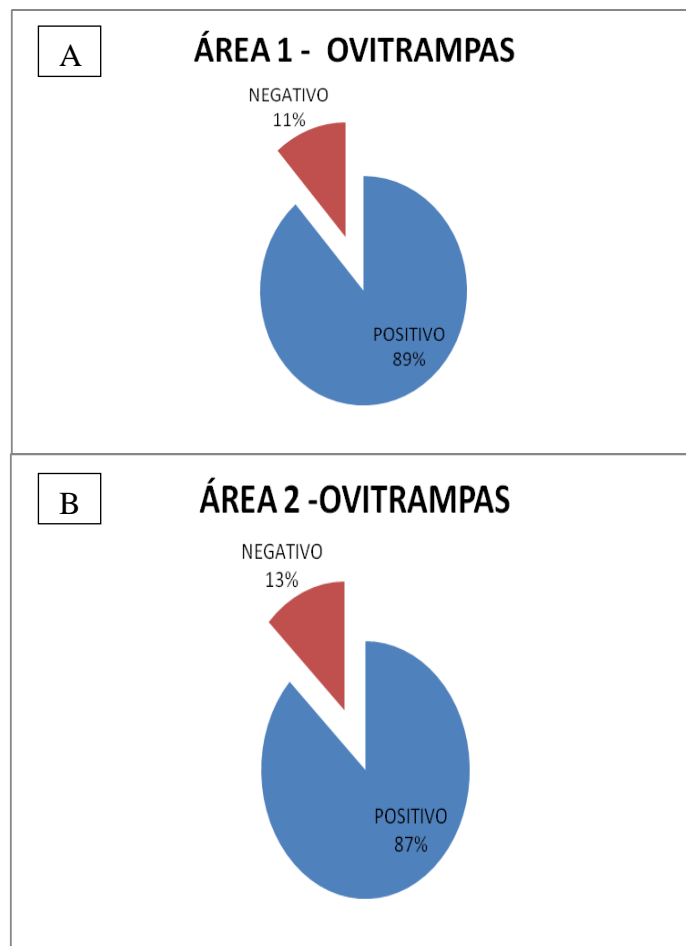 A
ÁREA 1 - OVITRAMPAS
NEGATIVO
11%
POSITIVO
89%
B
ÁREA 2 -OVITRAMPAS
NEGATIVO
13%
POSITIVO
87%